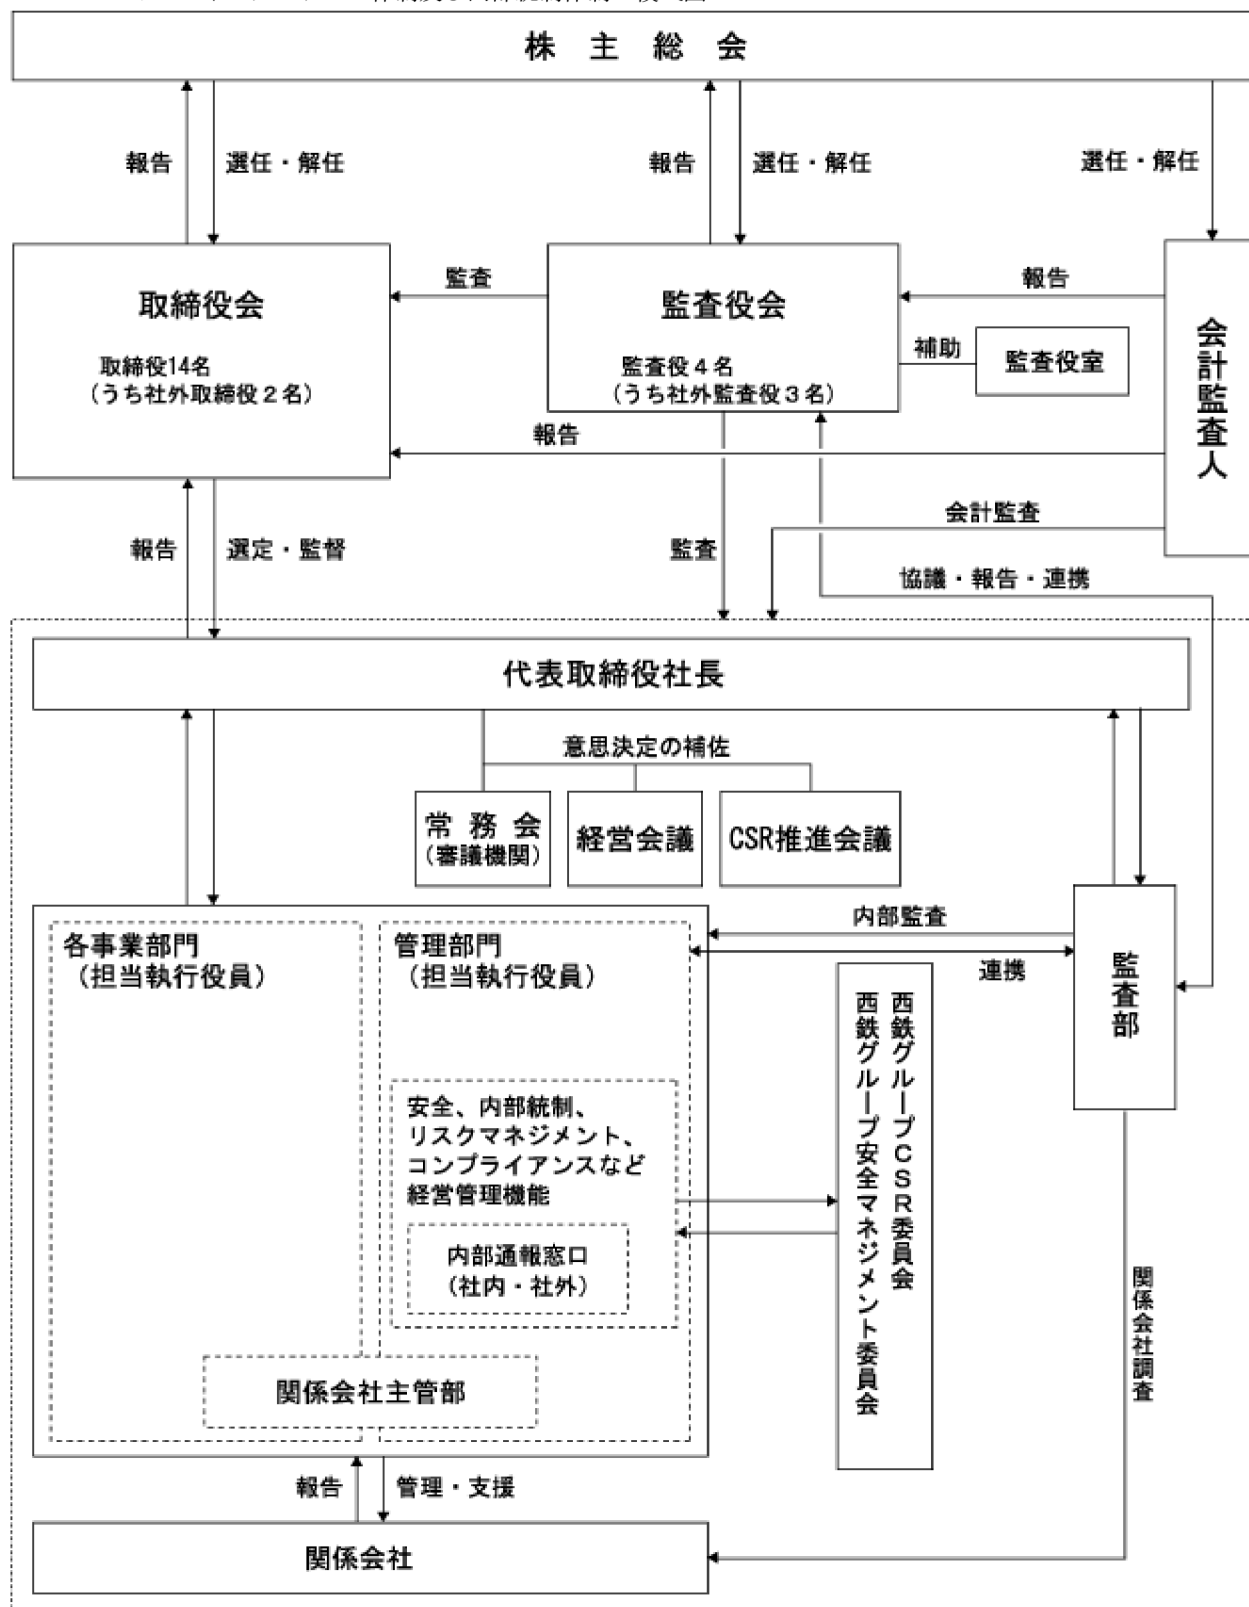 株主総会
報告
選任・解任
報告
選任・解任
選任・解任
取締役会
取締役14名
(うち社外取締役2名)
監査
監査役会
監査役4名
(うち社外監査役3名)
報告
補助
監査役室
会計監査人
報告
会計監査
報告
選定・監督
監査
協議・報告・連携
代表取締役社長
意思決定の補佐
常務会
(審議機関)
経営会議
CSR推進会議
各事業部門
(担当執行役員)
管理部門
(担当執行役員)
内部監査
連携
監査部
安全、内部統制、
リスクマネジメント、
コンプライアンスなど
経営管理機能
内部通報窓口
(社内・社外)
西鉄グループCSR委員会
西鉄グループ安全マネジメント委員会
関係会社調査
関係会社主管部
報告
管理・支援
関係会社